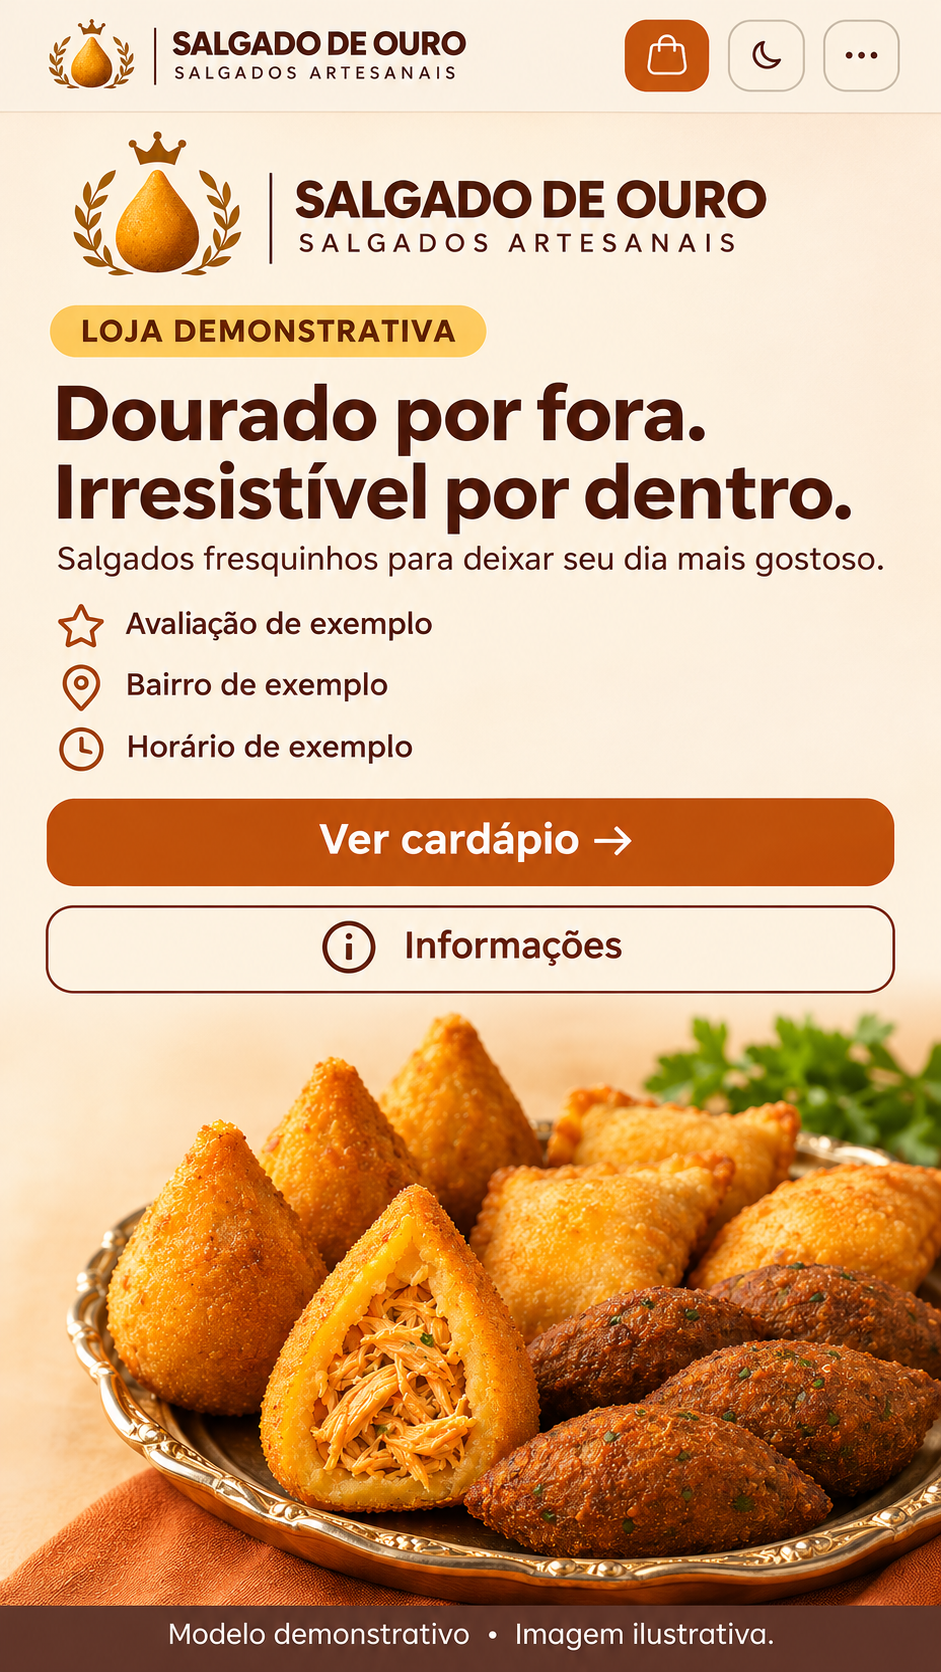 SALGADO DE OURO
SALGADOS ARTESANAIS
SALGADO DE OURO
SALGADOS ARTESANAIS
LOJA DEMONSTRATIVA
Dourado por fora.
Irresistível por dentro.
Salgados fresquinhos para deixar seu dia mais gostoso.
Avaliação de exemplo
Bairro de exemplo
Horário de exemplo
Ver cardápio →
Informações
Modelo demonstrativo • Imagem ilustrativa.